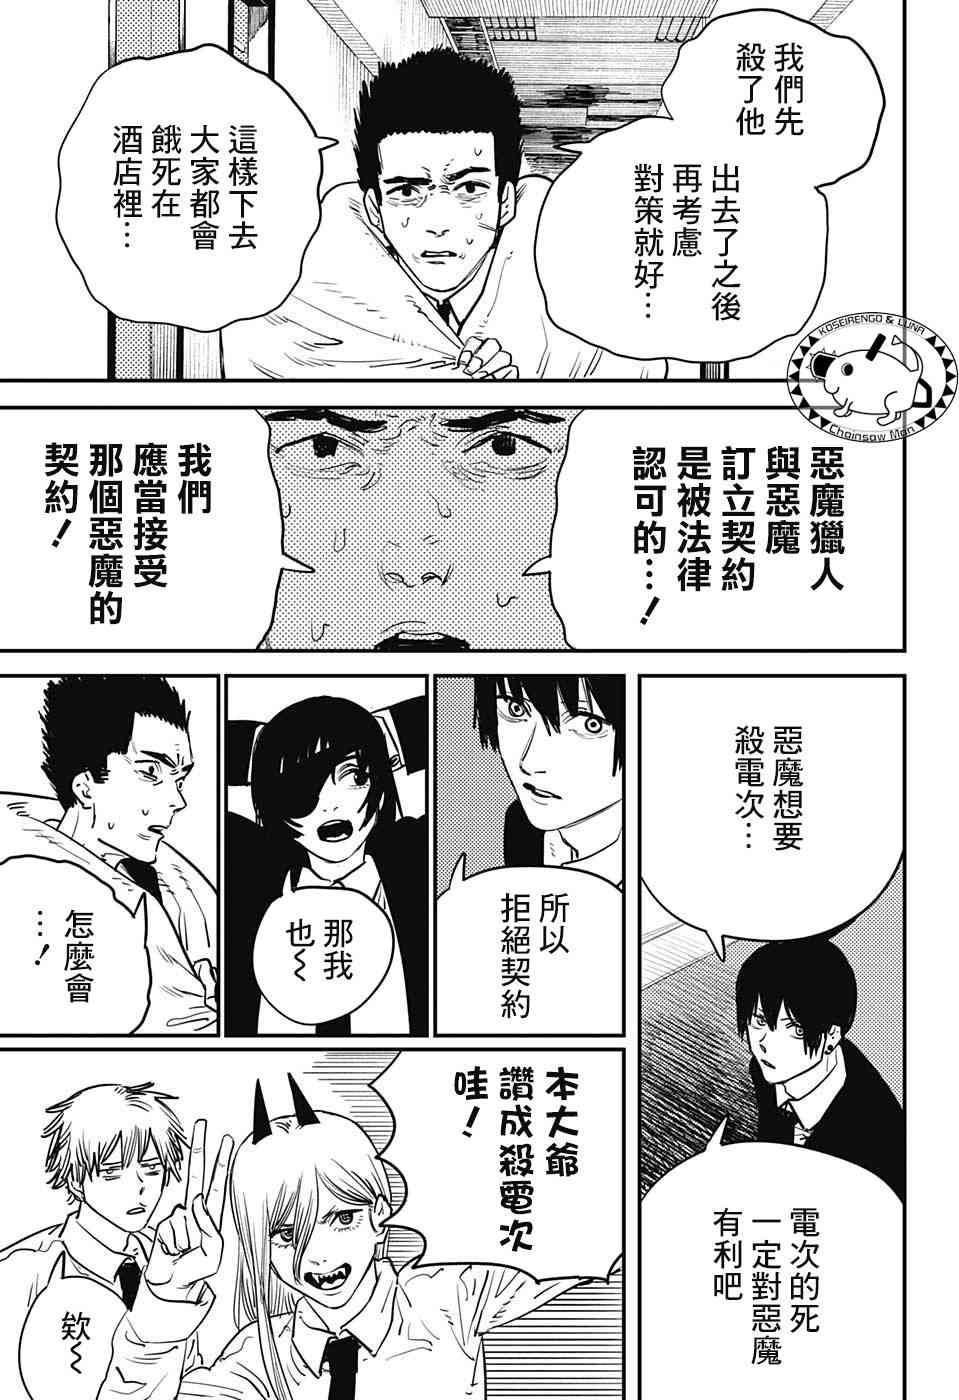 我們先
殺了他
出去了之後
再考慮
對策就好…
這樣下去
大家都會
餓死在
酒店裡…
KOSEIRENGO & LUNA
Chainsaw Man
惡魔獵人
與惡魔
訂立契約
是被法律
認可的…！
我們
應當接受
那個惡魔的
契約！
惡魔想要
殺電次…
電次的死
一定對惡魔
有利吧
所以
拒絕契約
那我
也～
怎麼會
…！
本大爺
讚成殺電次
哇！
欸～